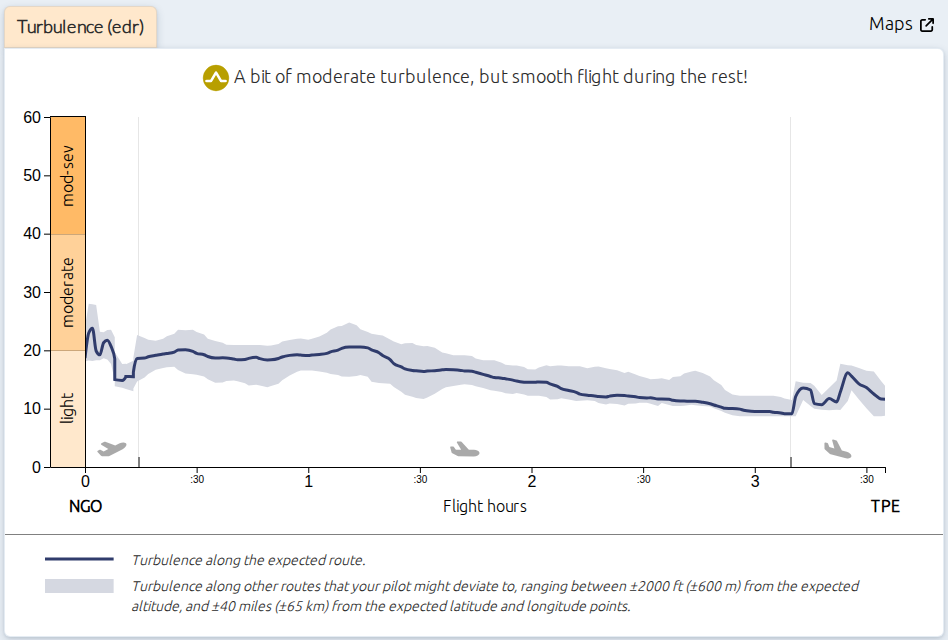 Turbulence (edr)
Maps
A bit of moderate turbulence, but smooth flight during the rest!
60
50
40
30
20
10
0
mod-sev
moderate
light
0
:30
1
:30
2
:30
3
:30
NGO
Flight hours
TPE
Turbulence along the expected route.
Turbulence along other routes that your pilot might deviate to, ranging between ±2000 ft (±600 m) from the expected
altitude, and ±40 miles (±65 km) from the expected latitude and longitude points.